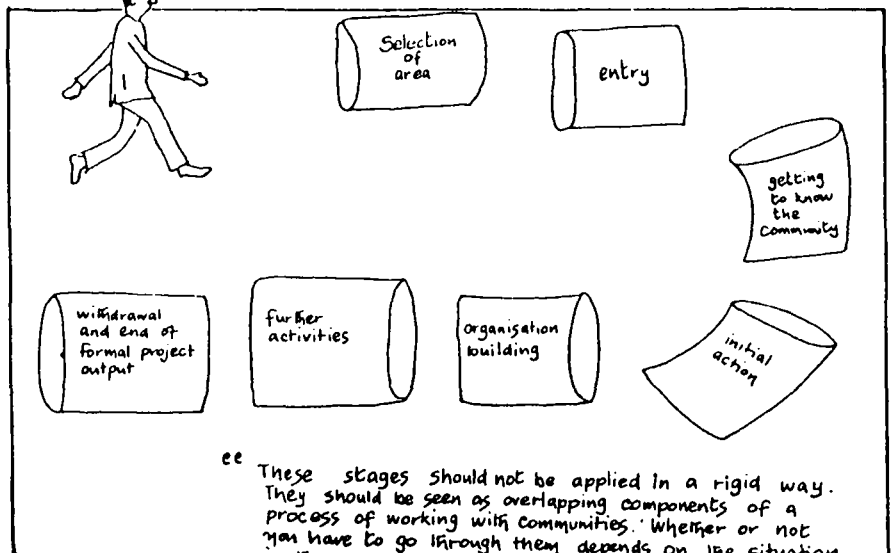 Selection
of
area
entry
getting
to know
the
community
initial
action
organisation
building
further
activities
withdrawal
and end of
formal project
output
"
These stages should not be applied in a rigid way.
They should be seen as overlapping components of a
process of working with communities. Whether or not
you have to go through them depends on the situation